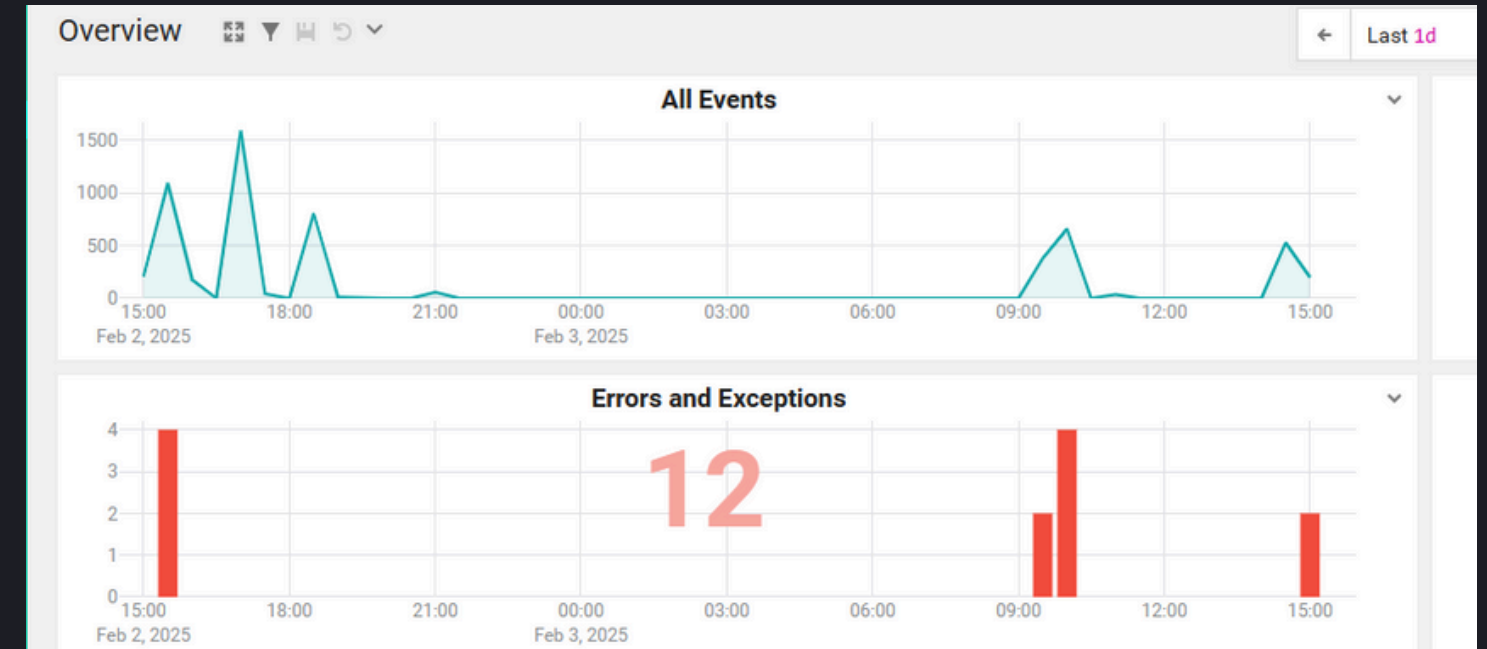 Overview
Last 1d
All Events
1500
1000
500
0
15:00 18:00 21:00 00:00 03:00 06:00 09:00 12:00 15:00
Feb 2, 2025 Feb 3, 2025
Errors and Exceptions
12
4
3
2
1
0
15:00 18:00 21:00 00:00 03:00 06:00 09:00 12:00 15:00
Feb 2, 2025 Feb 3, 2025